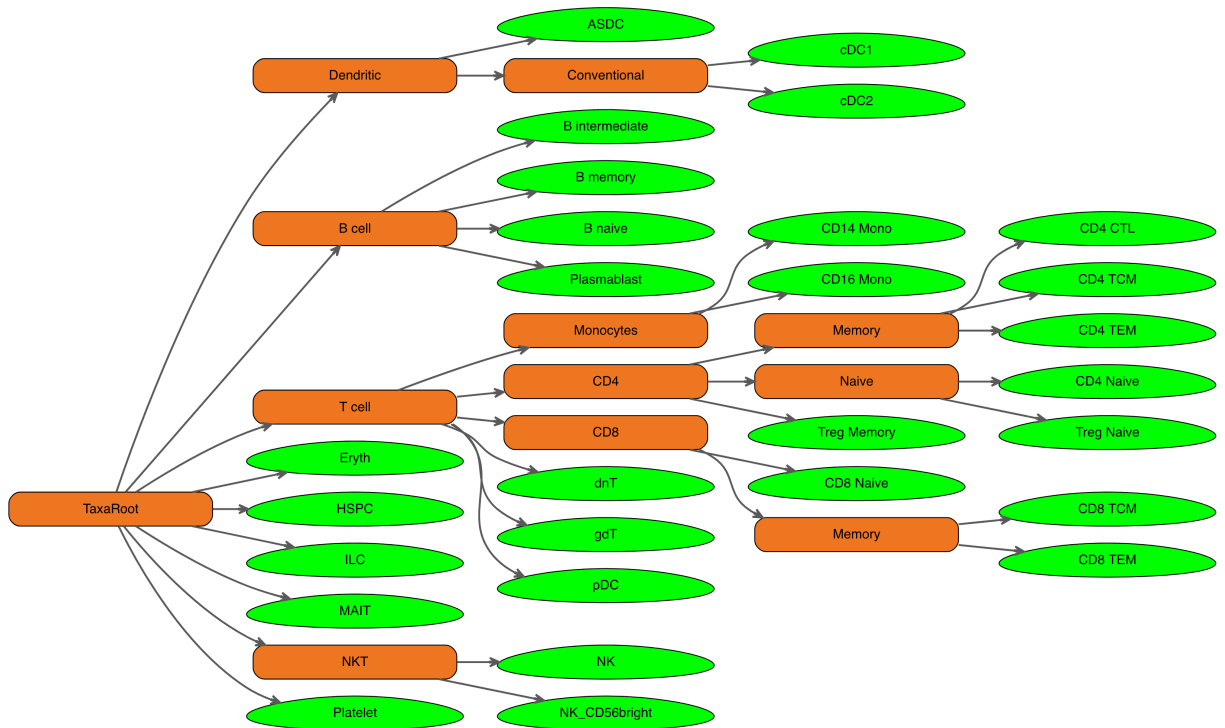 ASDC
cDC1
Dendritic
Conventional
cDC2
B intermediate
B memory
B cell
B naive
CD14 Mono
CD4 CTL
Plasmablast
CD16 Mono
CD4 TCM
Monocytes
Memory
CD4 TEM
CD4
Naive
CD4 Naive
T cell
CD8
Treg Memory
Treg Naive
Eryth
dnT
CD8 Naive
TaxaRoot
HSPC
CD8 TCM
gdT
Memory
ILC
CD8 TEM
pDC
MAIT
NKT
NK
Platelet
NK_CD56bright